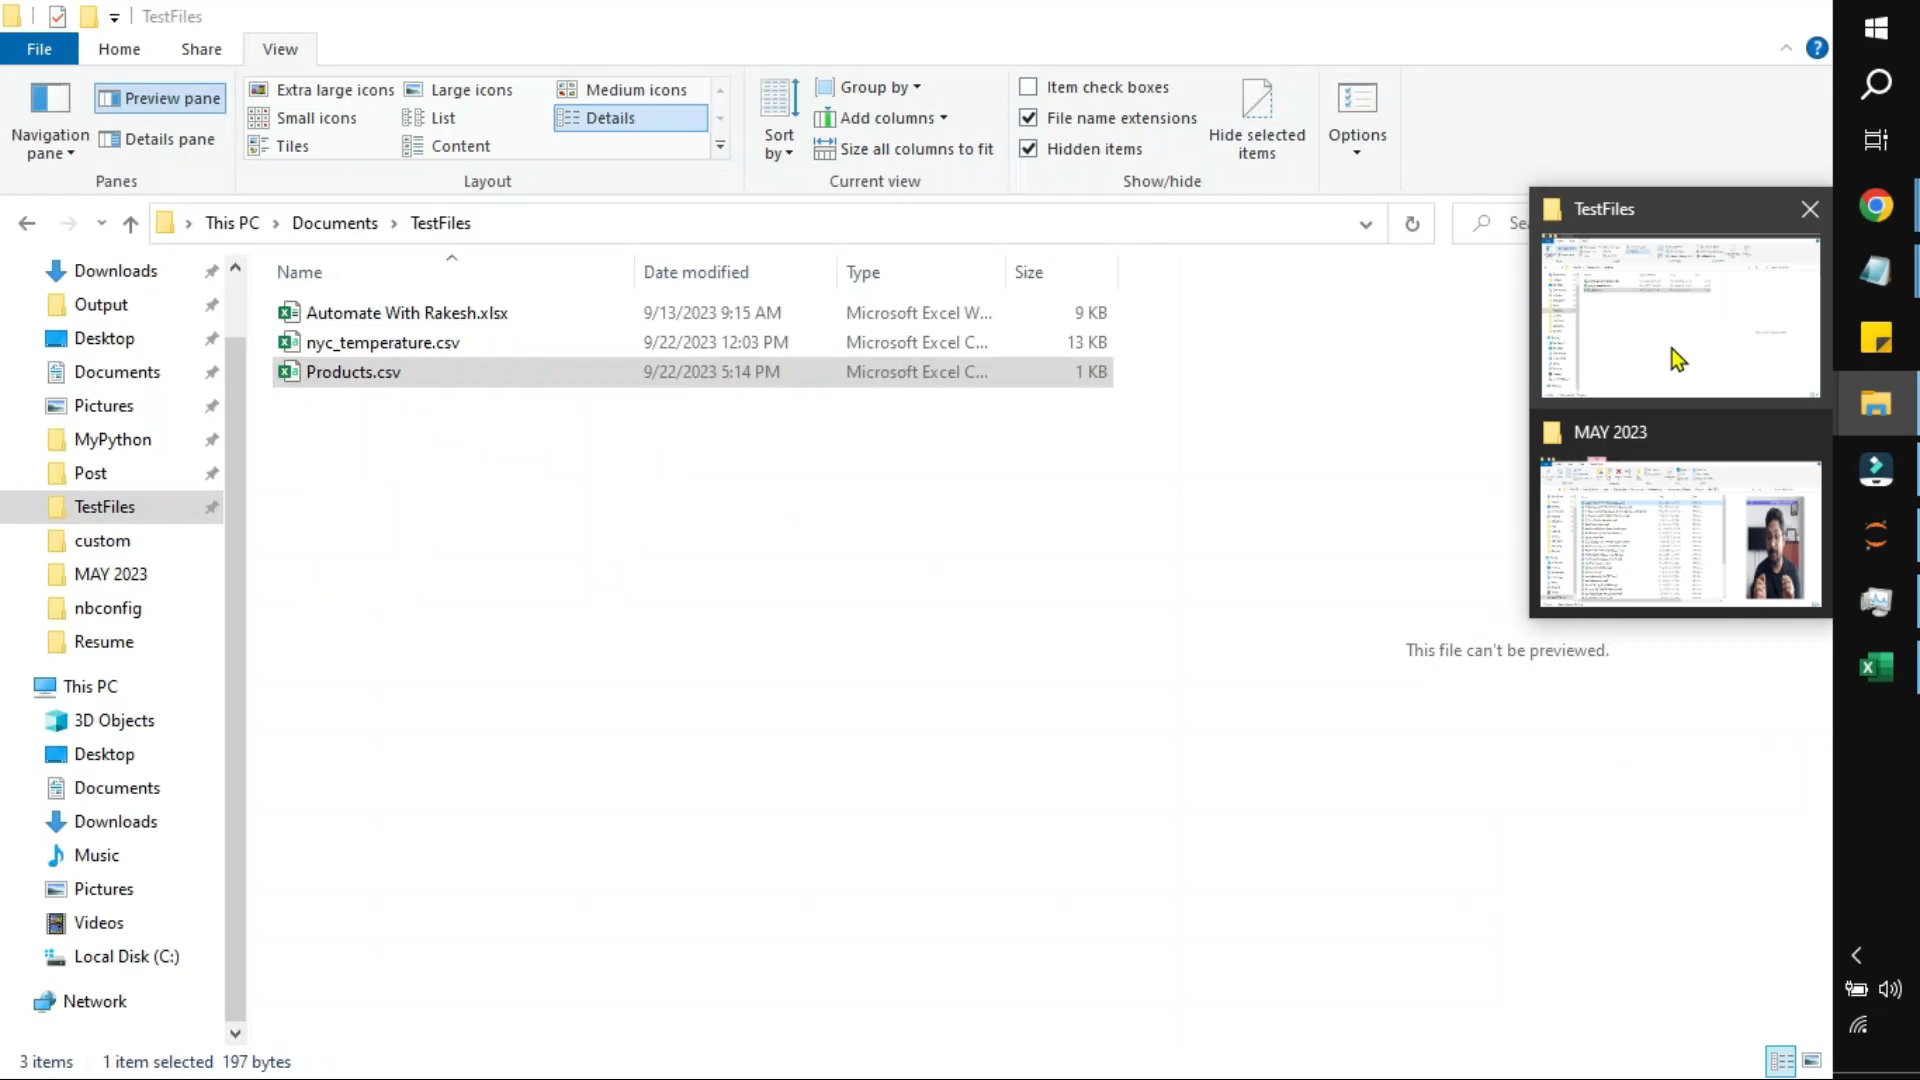 TestFiles
File Home Share View
?
Navigation pane
Preview pane
Details pane
Panes
Extra large icons Large icons Medium icons
Small icons List Details
Tiles Content
Layout
Sort by
Group by
Add columns
Size all columns to fit
Current view
Item check boxes
File name extensions
Hidden items
Show/hide
Hide selected items
Options
This PC > Documents > TestFiles
TestFiles
MAY 2023
Name Date modified Type Size
Automate With Rakesh.xlsx 9/13/2023 9:15 AM Microsoft Excel W... 9 KB
nyc_temperature.csv 9/22/2023 12:03 PM Microsoft Excel C... 13 KB
Products.csv 9/22/2023 5:14 PM Microsoft Excel C... 1 KB
Downloads
Output
Desktop
Documents
Pictures
MyPython
Post
TestFiles
custom
MAY 2023
nbconfig
Resume
This PC
3D Objects
Desktop
Documents
Downloads
Music
Pictures
Videos
Local Disk (C:)
Network
This file can't be previewed.
3 items 1 item selected 197 bytes